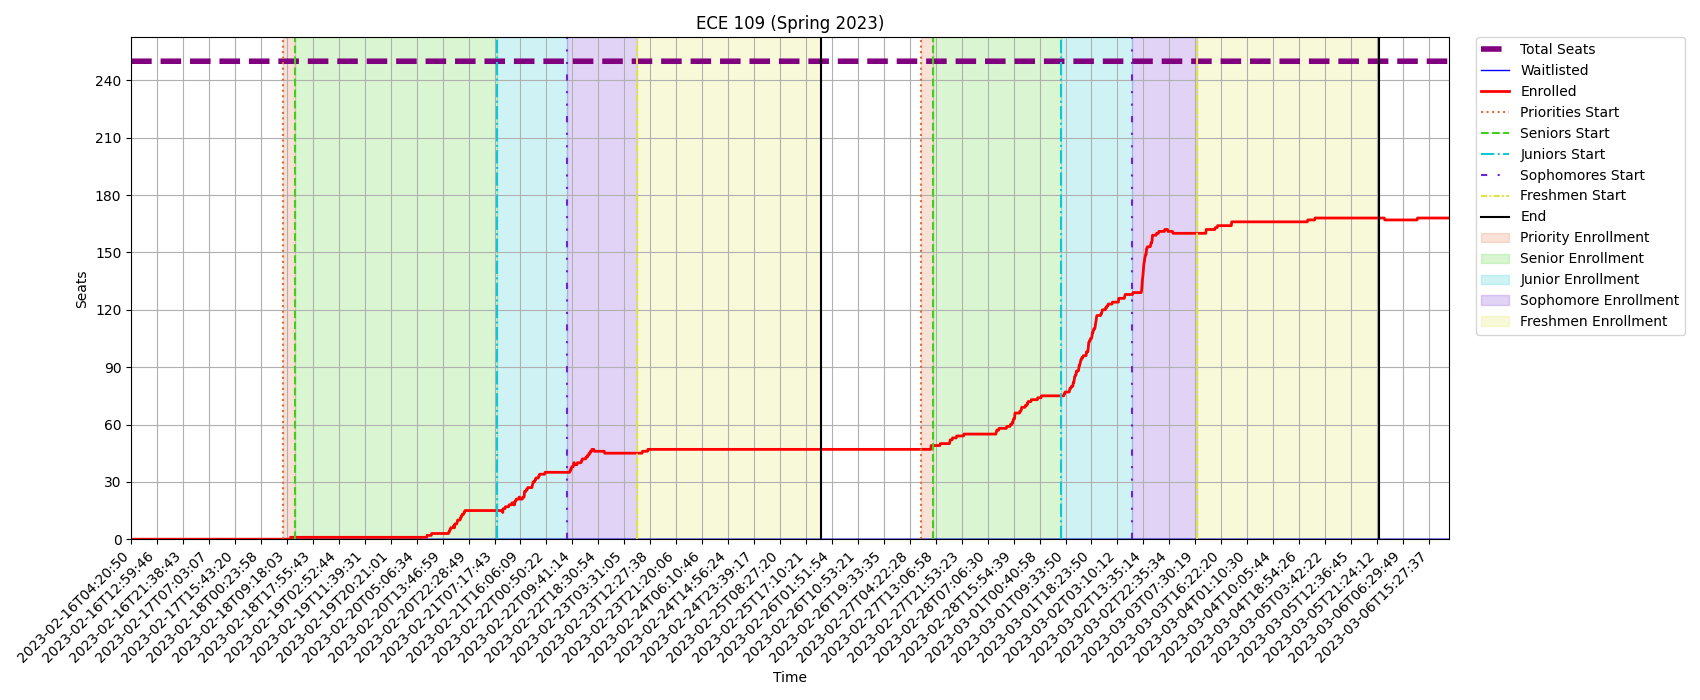 ECE 109 (Spring 2023)
Total Seats
Waitlisted
Enrolled
Priorities Start
Seniors Start
Juniors Start
Sophomores Start
Freshmen Start
End
Priority Enrollment
Senior Enrollment
Junior Enrollment
Sophomore Enrollment
Freshmen Enrollment
Seats
240
210
180
150
120
90
60
30
0
2023-02-16T04:20:50
2023-02-16T12:59:46
2023-02-16T21:38:43
2023-02-17T07:03:07
2023-02-17T15:43:20
2023-02-18T00:23:58
2023-02-18T09:18:03
2023-02-18T17:55:43
2023-02-19T02:52:44
2023-02-19T11:39:31
2023-02-19T20:21:01
2023-02-20T05:06:34
2023-02-20T13:46:59
2023-02-20T22:28:49
2023-02-21T07:17:43
2023-02-21T16:06:09
2023-02-22T00:50:22
2023-02-22T09:41:14
2023-02-22T18:30:54
2023-02-23T03:31:05
2023-02-23T12:27:38
2023-02-23T21:20:06
2023-02-24T06:10:46
2023-02-24T14:56:24
2023-02-24T23:39:17
2023-02-25T08:27:20
2023-02-25T17:10:21
2023-02-26T01:51:54
2023-02-26T10:53:21
2023-02-26T19:33:35
2023-02-27T04:22:28
2023-02-27T13:06:58
2023-02-27T21:53:23
2023-02-28T07:06:30
2023-02-28T15:54:39
2023-03-01T00:40:58
2023-03-01T09:33:50
2023-03-01T18:23:50
2023-03-02T03:10:12
2023-03-02T13:35:14
2023-03-02T22:35:34
2023-03-03T07:30:19
2023-03-03T16:22:20
2023-03-04T01:10:30
2023-03-04T10:05:44
2023-03-04T18:54:26
2023-03-05T03:42:22
2023-03-05T12:36:45
2023-03-05T21:24:12
2023-03-06T06:29:49
2023-03-06T15:27:37
Time